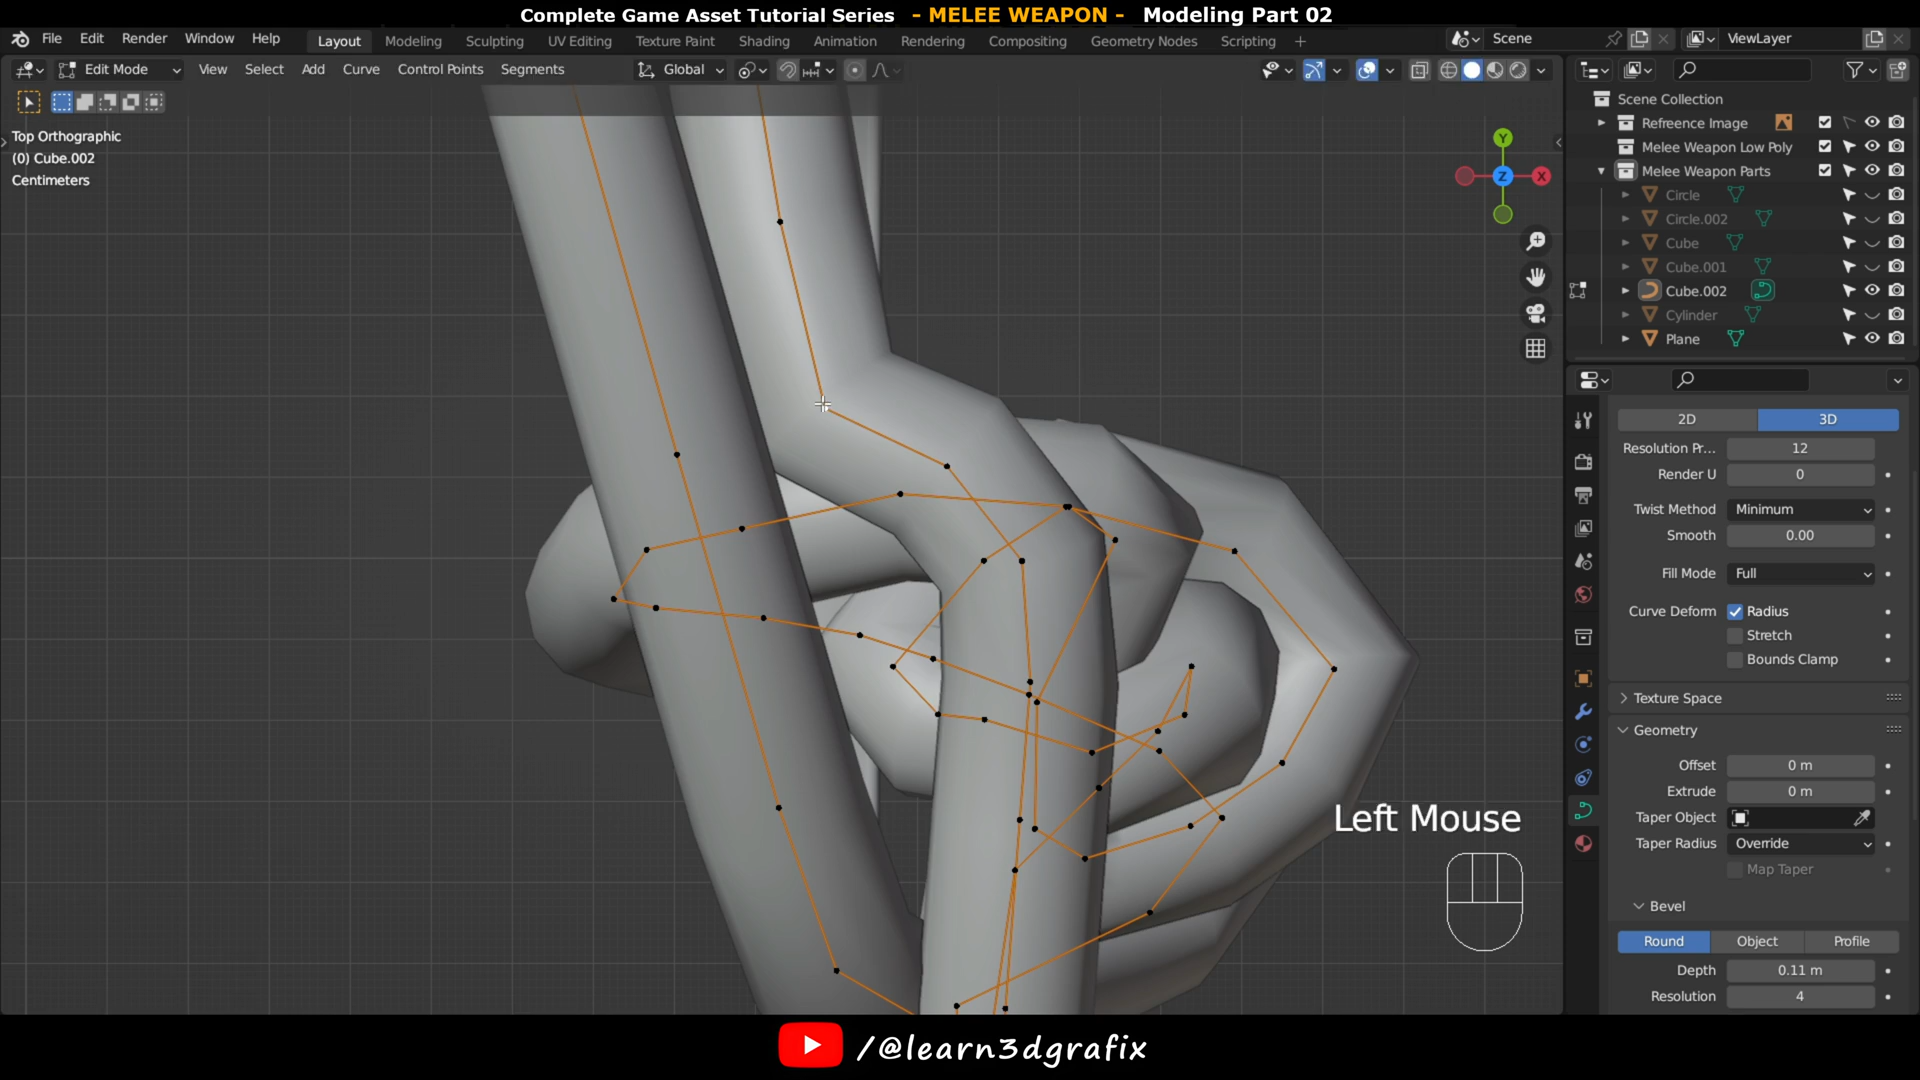 Complete Game Asset Tutorial Series - MELEE WEAPON - Modeling Part 02
File Edit Render Window Help Layout Modeling Sculpting UV Editing Texture Paint Shading Animation Rendering Compositing Geometry Nodes Scripting + Scene ViewLayer
Edit Mode View Select Add Curve Control Points Segments Global
Top Orthographic
(0) Cube.002
Centimeters
Y
X
Z
Scene Collection
Refreence Image
Melee Weapon Low Poly
Melee Weapon Parts
Circle
Circle.002
Cube
Cube.001
Cube.002
Cylinder
Plane
2D 3D
Resolution Pr... 12
Render U 0
Twist Method Minimum
Smooth 0.00
Fill Mode Full
Curve Deform Radius
Stretch
Bounds Clamp
Texture Space
Geometry
Offset 0 m
Extrude 0 m
Taper Object
Taper Radius Override
Map Taper
Bevel
Round Object Profile
Depth 0.11 m
Resolution 4
Left Mouse
/@learn3dgrafix